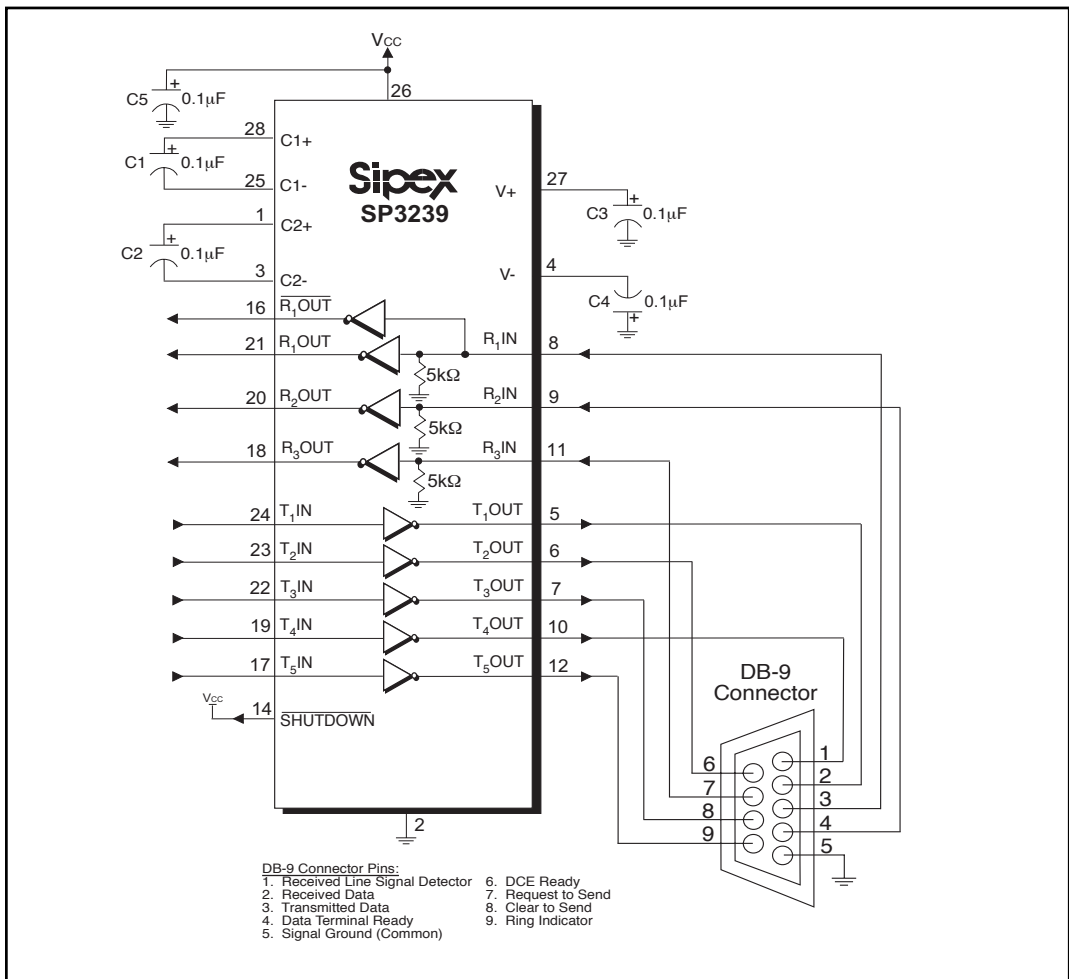 VCC
26
C5
+
0.1µF
28
C1+
C1
+
0.1µF
25
C1-
1
C2+
C2
+
0.1µF
3
C2-
Sipex
SP3239
V+
27
C3
+
0.1µF
V-
4
C4
0.1µF
+
16
R1OUT
21
R1OUT
R1IN
8
5kΩ
20
R2OUT
R2IN
9
5kΩ
18
R3OUT
R3IN
11
5kΩ
24
T1IN
T1OUT
5
23
T2IN
T2OUT
6
22
T3IN
T3OUT
7
19
T4IN
T4OUT
10
17
T5IN
T5OUT
12
VCC
14
SHUTDOWN
2
DB-9
Connector
6
7
8
9
1
2
3
4
5
DB-9 Connector Pins:
1. Received Line Signal Detector
2. Received Data
3. Transmitted Data
4. Data Terminal Ready
5. Signal Ground (Common)
6. DCE Ready
7. Request to Send
8. Clear to Send
9. Ring Indicator